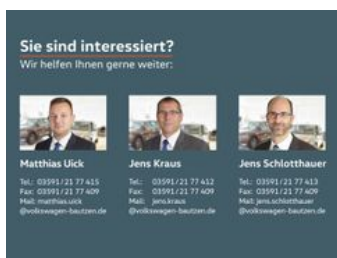 Sie sind interessiert?
Wir helfen Ihnen gerne weiter:
Matthias Uick
Tel.: 03591/21 77 415
Fax: 03591/21 77 409
Mail: matthias.uick
@volkswagen-bautzen.de
Jens Kraus
Tel.: 03591/21 77 412
Fax: 03591/21 77 409
Mail: jens.kraus
@volkswagen-bautzen.de
Jens Schlotthauer
Tel.: 03591/21 77 413
Fax: 03591/21 77 409
Mail: jens.schlotthauer
@volkswagen-bautzen.de